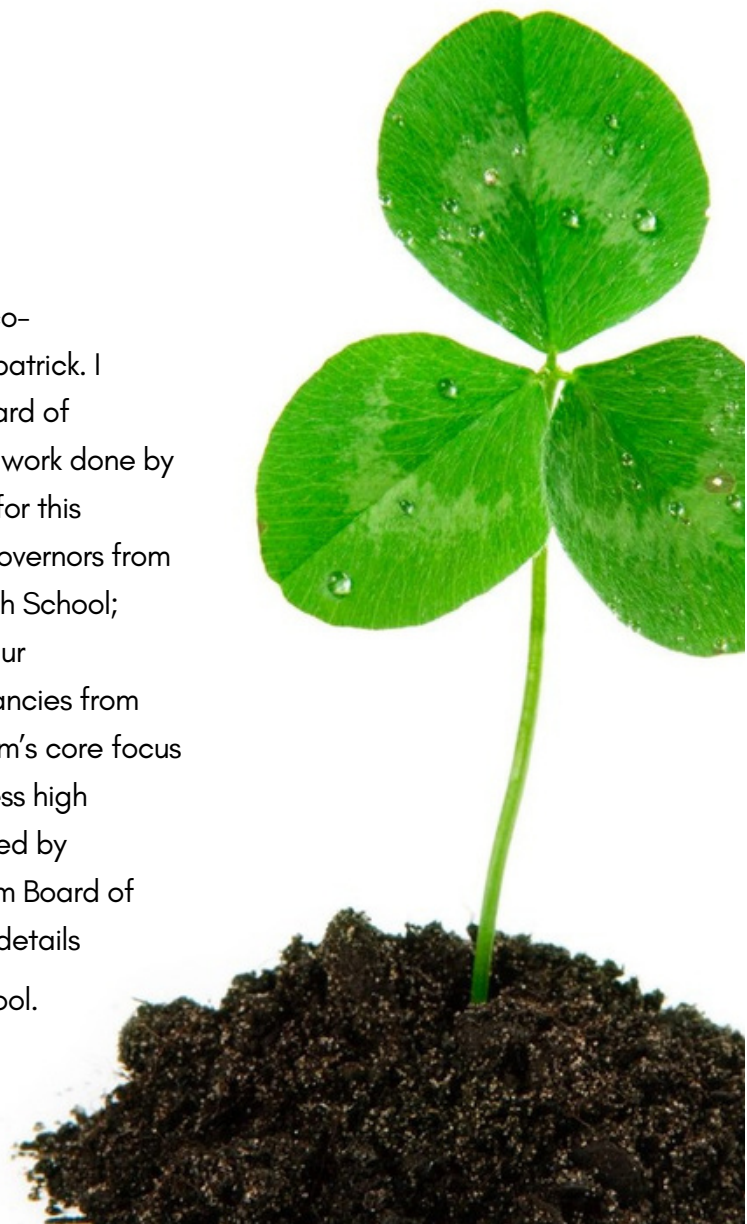 o-
patrick. I
ard of
work done by
for this
overnors from
h School;
ur
ancies from
m's core focus
ess high
ed by
m Board of
details
ool.